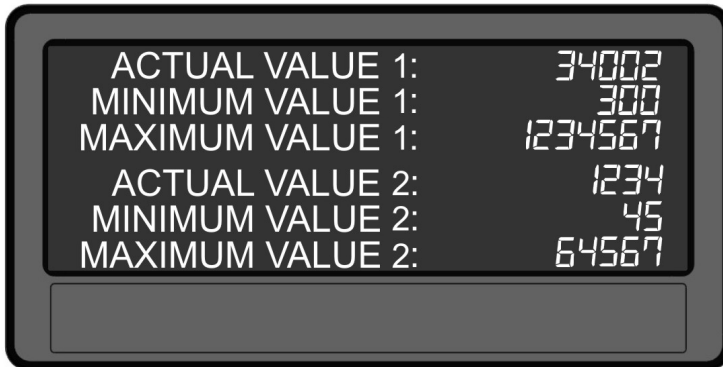 ACTUAL VALUE 1: 34002
MINIMUM VALUE 1: 300
MAXIMUM VALUE 1: 1234567
ACTUAL VALUE 2: 1234
MINIMUM VALUE 2: 45
MAXIMUM VALUE 2: 64567